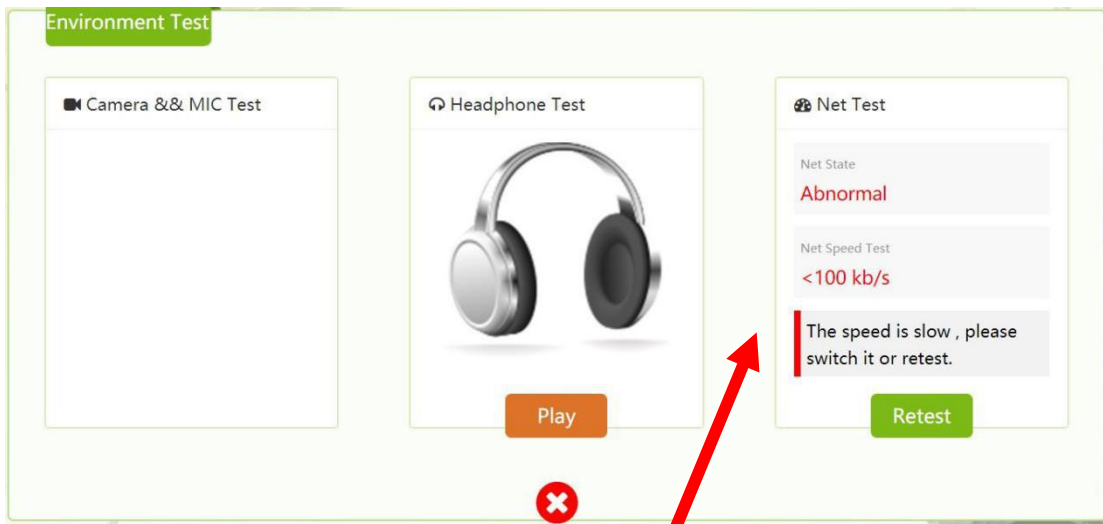 Environment Test
Camera && MIC Test
Headphone Test
Play
Net Test
Net State
Abnormal
Net Speed Test
<100 kb/s
The speed is slow , please
switch it or retest.
Retest